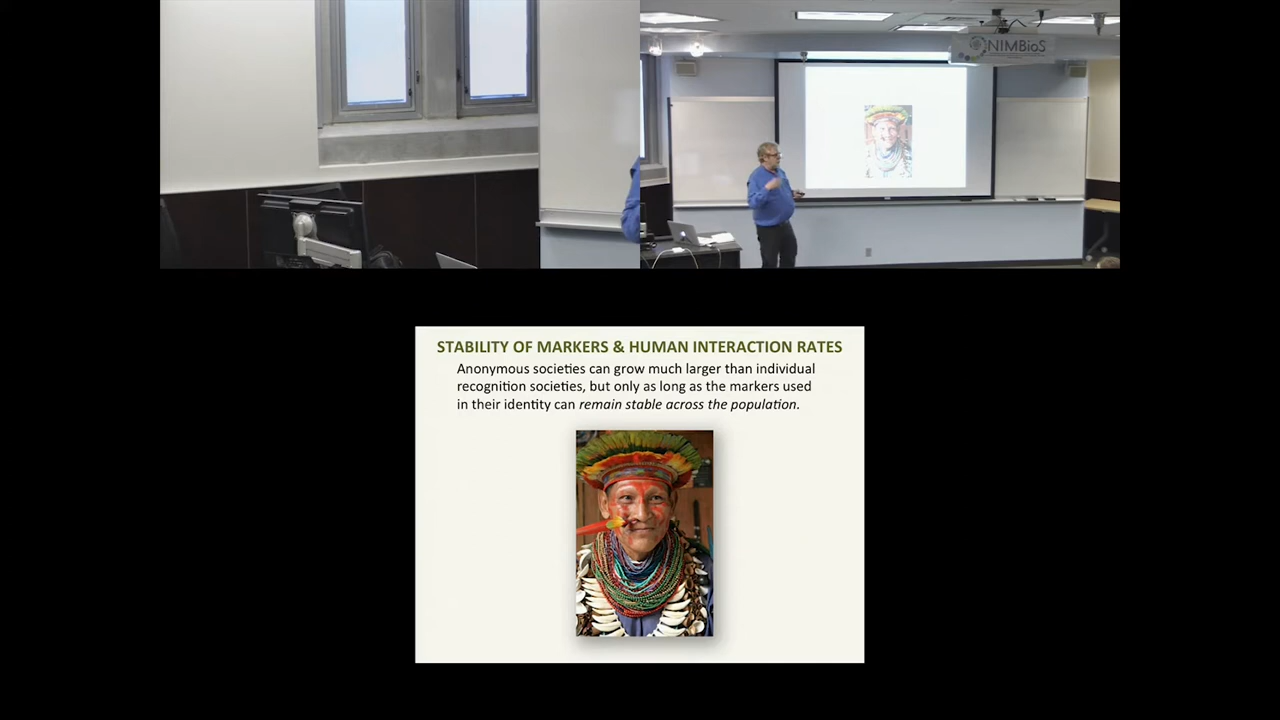 NIMBioS
STABILITY OF MARKERS & HUMAN INTERACTION RATES
Anonymous societies can grow much larger than individual
recognition societies, but only as long as the markers used
in their identity can remain stable across the population.